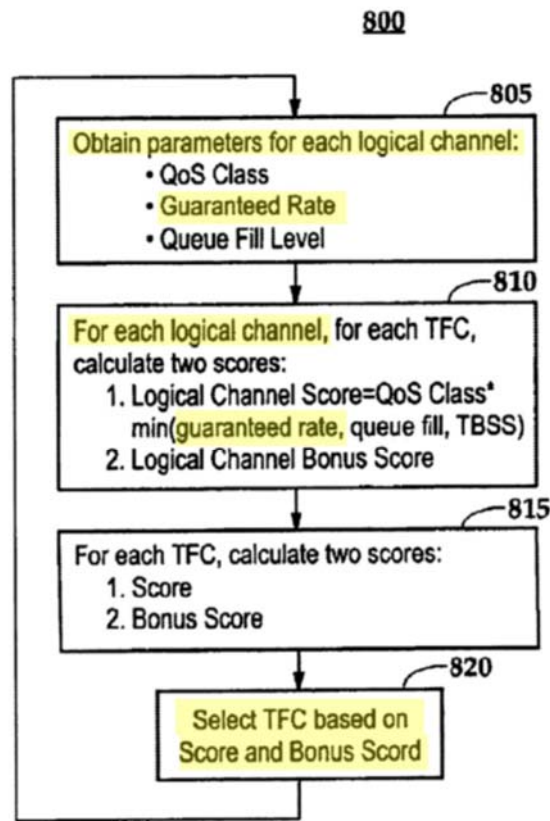 800
805
Obtain parameters for each logical channel:
• QoS Class
• Guaranteed Rate
• Queue Fill Level
810
For each logical channel, for each TFC,
calculate two scores:
1. Logical Channel Score=QoS Class*
min(guaranteed rate, queue fill, TBSS)
2. Logical Channel Bonus Score
815
For each TFC, calculate two scores:
1. Score
2. Bonus Score
820
Select TFC based on
Score and Bonus Scord